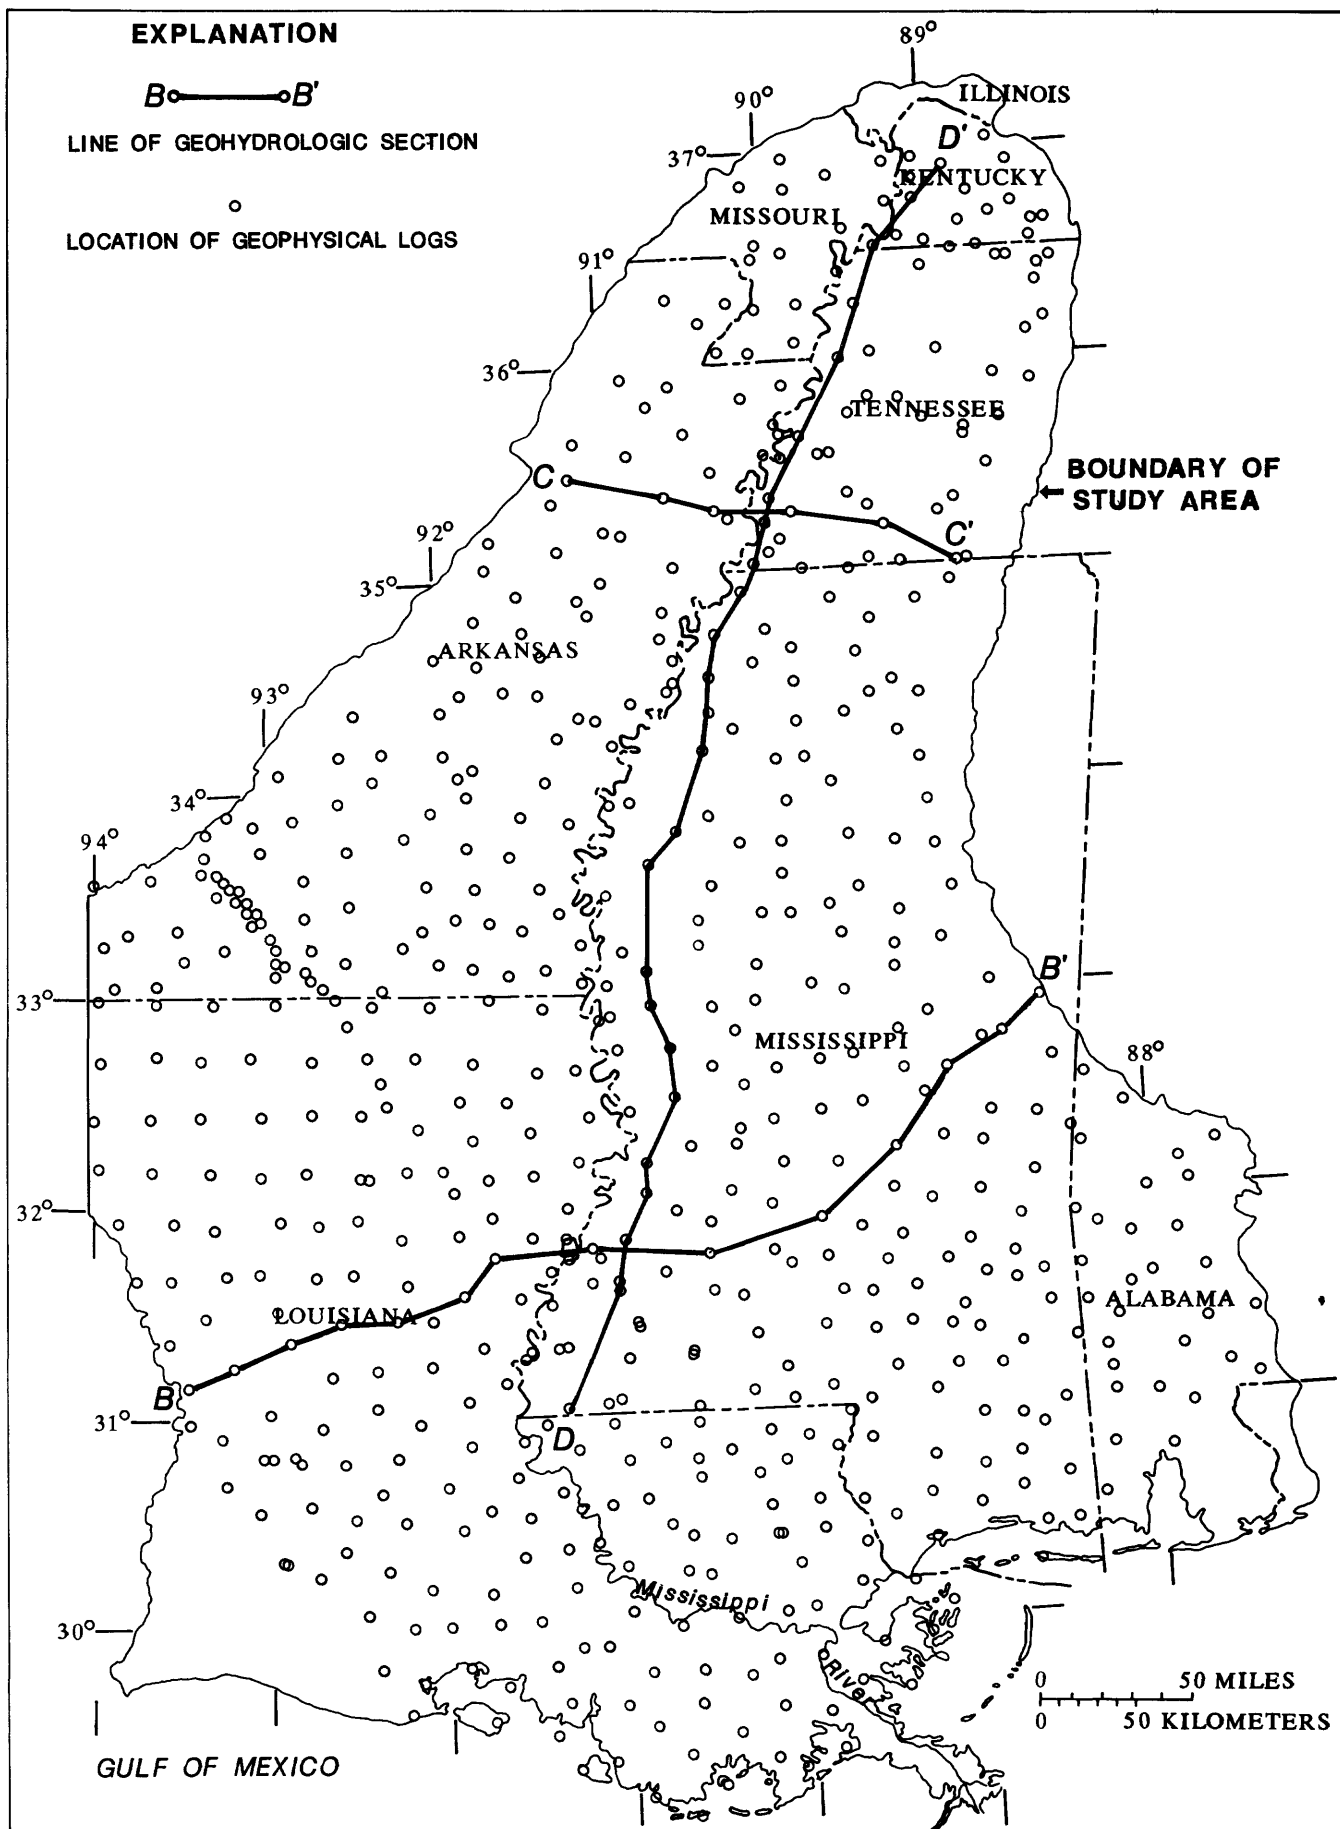 EXPLANATION
B B'
LINE OF GEOHYDROLOGIC SECTION
LOCATION OF GEOPHYSICAL LOGS
89°
90°
ILLINOIS
D'
37°
KENTUCKY
MISSOURI
91°
36°
TENNESSEE
BOUNDARY OF
STUDY AREA
C
C'
92°
35°
ARKANSAS
93°
34°
94°
B'
33°
MISSISSIPPI
88°
32°
LOUISIANA
ALABAMA
B
31°
D
Mississippi
River
30°
0 50 MILES
0 50 KILOMETERS
GULF OF MEXICO